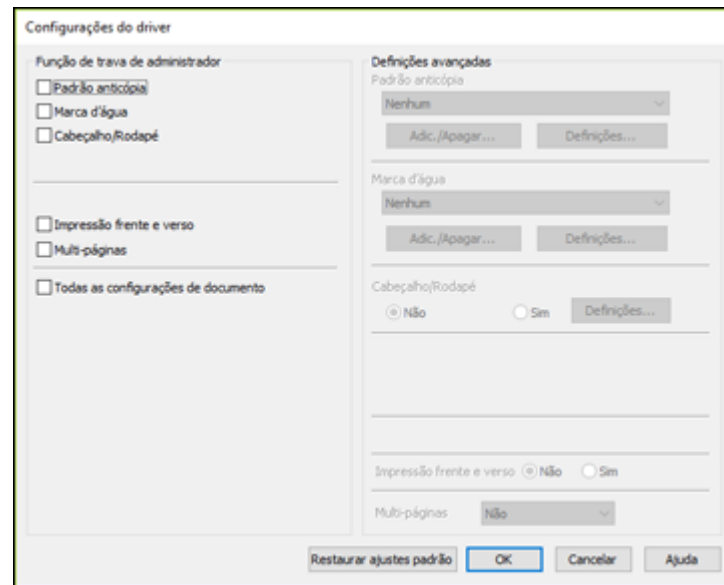 Configurações do driver
Função de trava de administrador
Padrão anticópia
Marca d'água
Cabeçalho/Rodapé
Impressão frente e verso
Multi-páginas
Todas as configurações de documento
Definições avançadas
Padrão anticópia
Nenhum
Adic./Apagar... Definições...
Marca d'água
Nenhum
Adic./Apagar... Definições...
Cabeçalho/Rodapé
Não Sim Definições...
Impressão frente e verso Não Sim
Multi-páginas Não
Restaurar ajustes padrão OK Cancelar Ajuda